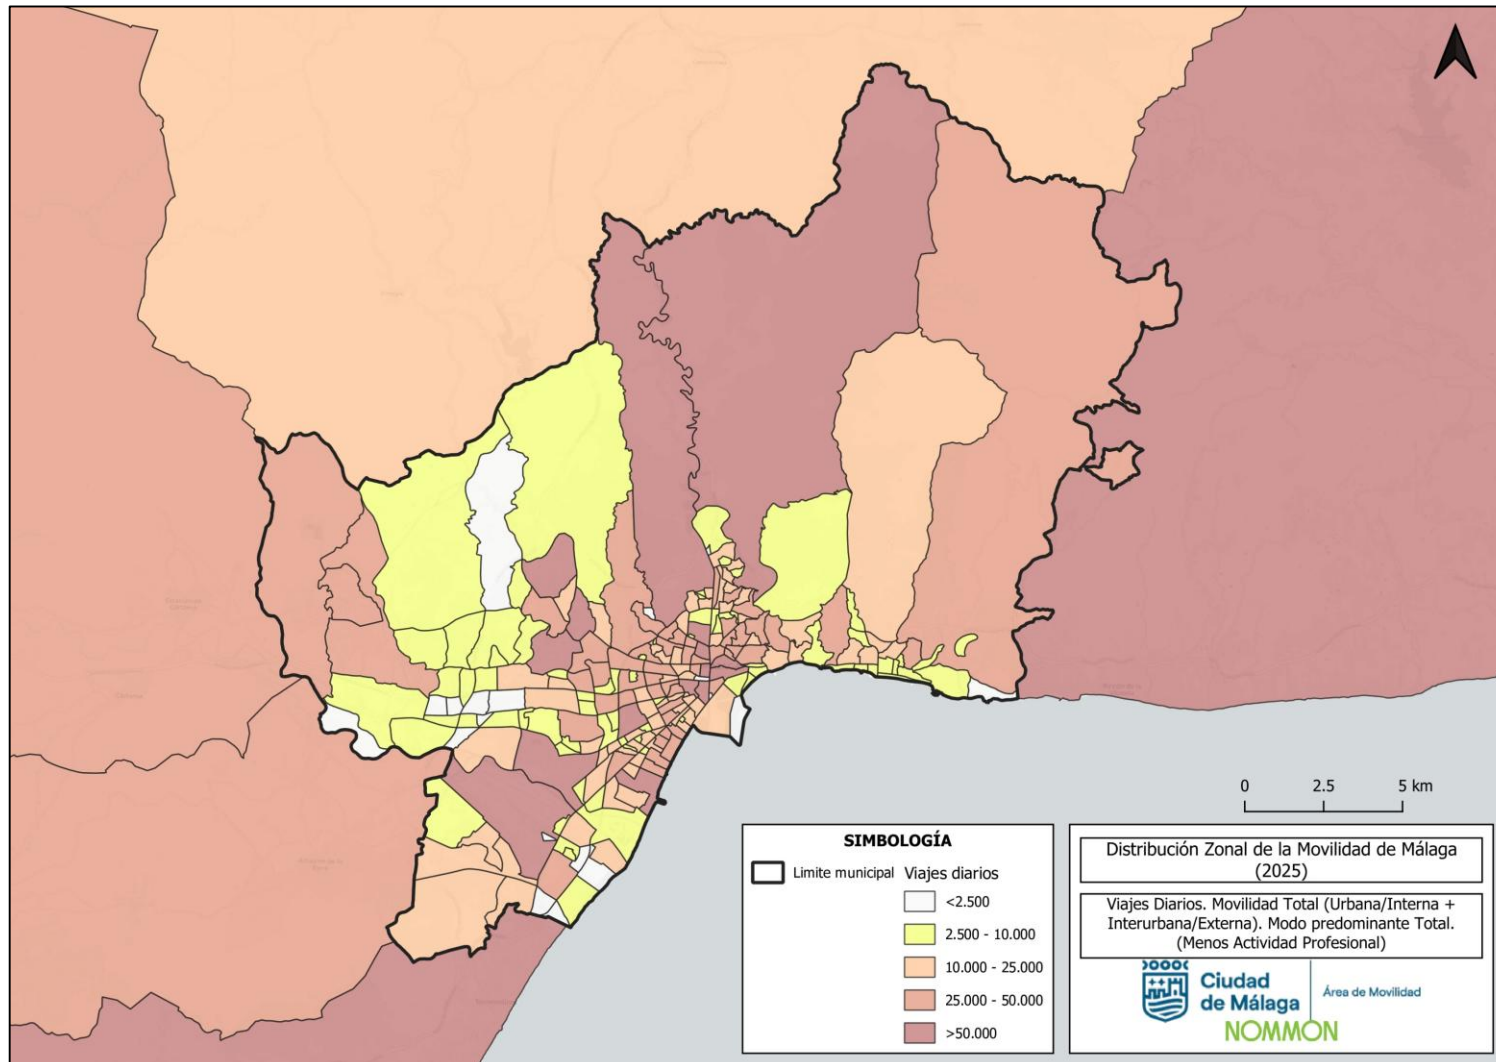 0 2.5 5 km
SIMBOLOGÍA
Limite municipal
Viajes diarios
<2.500
2.500 - 10.000
10.000 - 25.000
25.000 - 50.000
>50.000
Distribución Zonal de la Movilidad de Málaga
(2025)
Viajes Diarios. Movilidad Total (Urbana/Interna +
Interurbana/Externa). Modo predominante Total.
(Menos Actividad Profesional)
Ciudad
de Málaga
Área de Movilidad
NOMMON